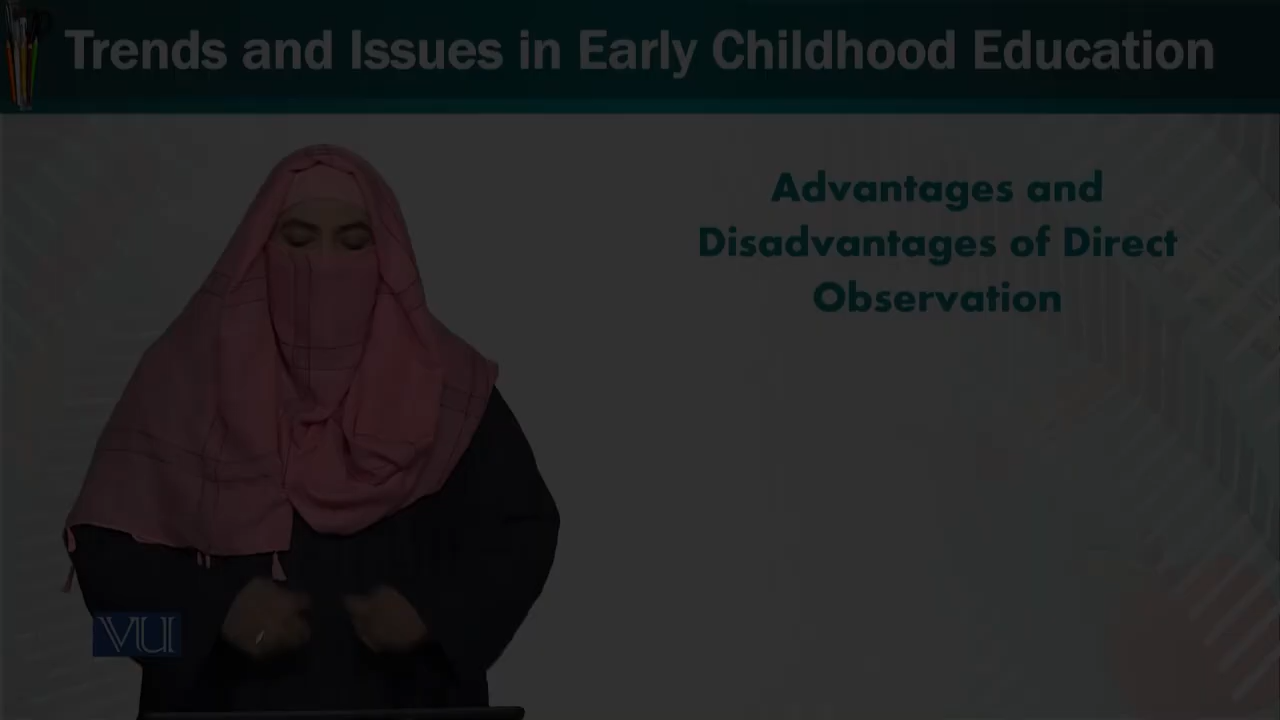 Trends and Issues in Early Childhood Education
Advantages and
Disadvantages of Direct
Observation
VU